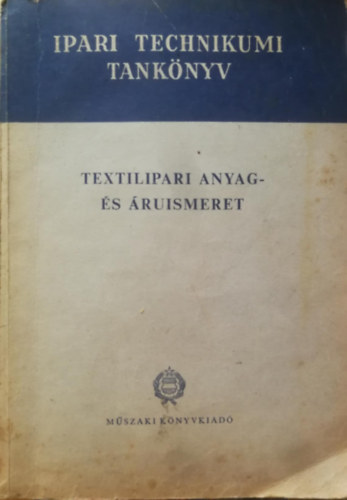 IPARI TECHNIKUMI
TANKÖNYV
TEXTILIPARI ANYAG-
ÉS ÁRUISMERET
MŰSZAKI KÖNYVKIADÓ